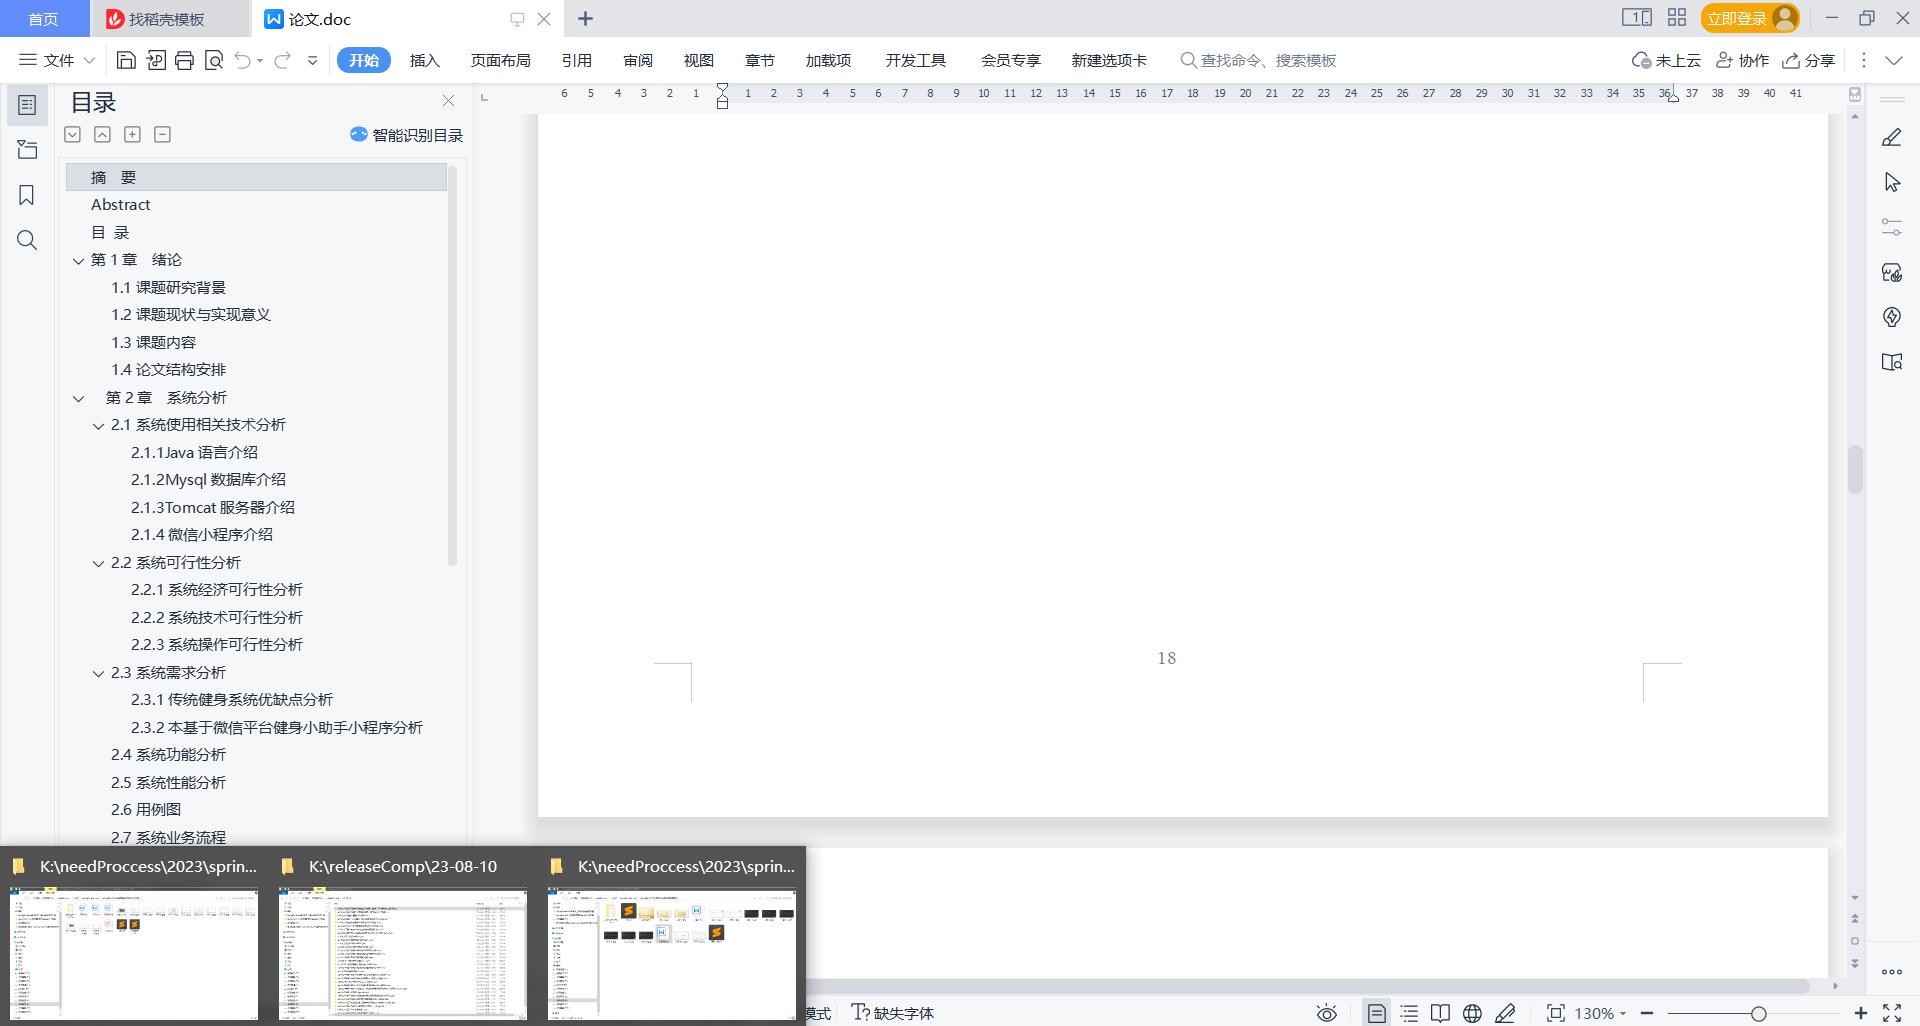 首页
找稻壳模板
论文.doc
立即登录
文件
开始
插入
页面布局
引用
审阅
视图
章节
加载项
开发工具
会员专享
新建选项卡
查找命令、搜索模板
未上云
协作
分享
目录
智能识别目录
6 5 4 3 2 1 1 2 3 4 5 6 7 8 9 10 11 12 13 14 15 16 17 18 19 20 21 22 23 24 25 26 27 28 29 30 31 32 33 34 35 36 37 38 39 40 41
摘 要
Abstract
目 录
第 1 章 绪论
1.1 课题研究背景
1.2 课题现状与实现意义
1.3 课题内容
1.4 论文结构安排
第 2 章 系统分析
2.1 系统使用相关技术分析
2.1.1Java 语言介绍
2.1.2Mysql 数据库介绍
2.1.3Tomcat 服务器介绍
2.1.4 微信小程序介绍
2.2 系统可行性分析
2.2.1 系统经济可行性分析
2.2.2 系统技术可行性分析
2.2.3 系统操作可行性分析
2.3 系统需求分析
2.3.1 传统健身系统优缺点分析
2.3.2 本基于微信平台健身小助手小程序分析
2.4 系统功能分析
2.5 系统性能分析
2.6 用例图
2.7 系统业务流程
18
K:\needProccess\2023\sprin...
K:\releaseComp\23-08-10
K:\needProccess\2023\sprin...
模式
缺失字体
130%